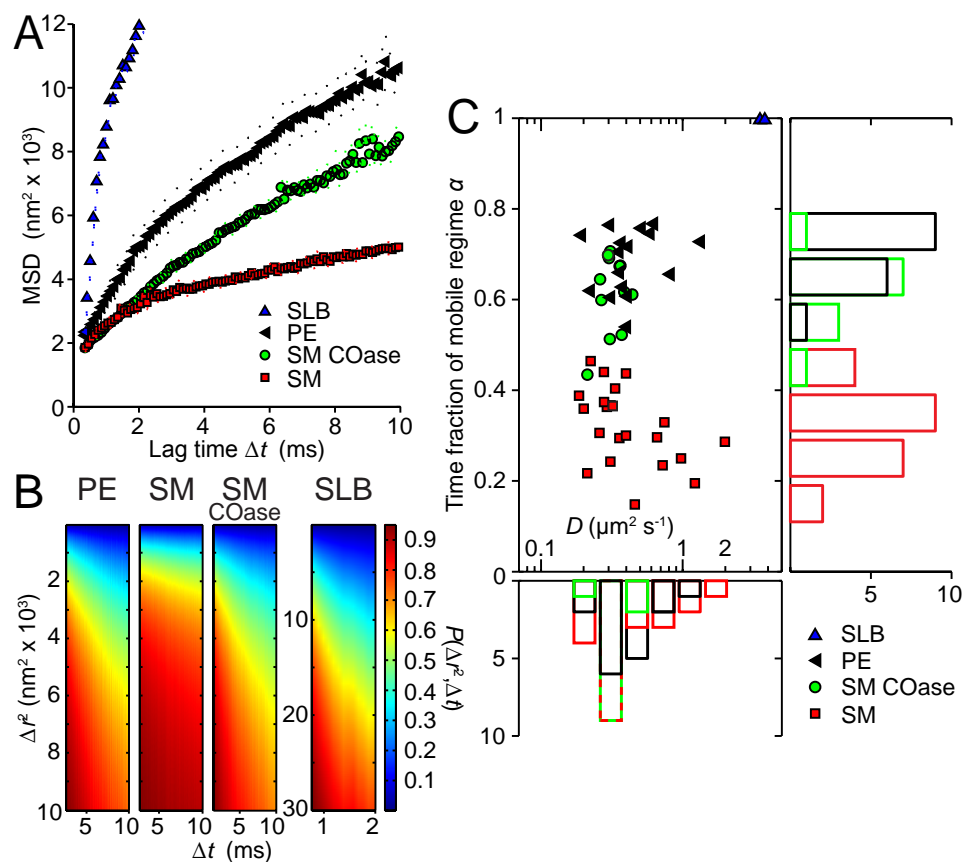 A
MSD (nm² x 10³)
12
10
8
6
4
2
0
0 2 4 6 8 10
Lag time Δt (ms)
SLB
PE
SM COase
SM
B
PE SM SM COase SLB
Δr² (nm² x 10³)
2
4
6
8
10
10
20
30
5 10 5 10 5 10 1 2
Δt (ms)
0.9
0.8
0.7
0.6
0.5
0.4
0.3
0.2
0.1
P(Δr²,Δt)
C
Time fraction of mobile regime α
1
0.8
0.6
0.4
0.2
0
D (μm² s⁻¹)
0.1 1 2
5 10
0
5
10
SLB
PE
SM COase
SM